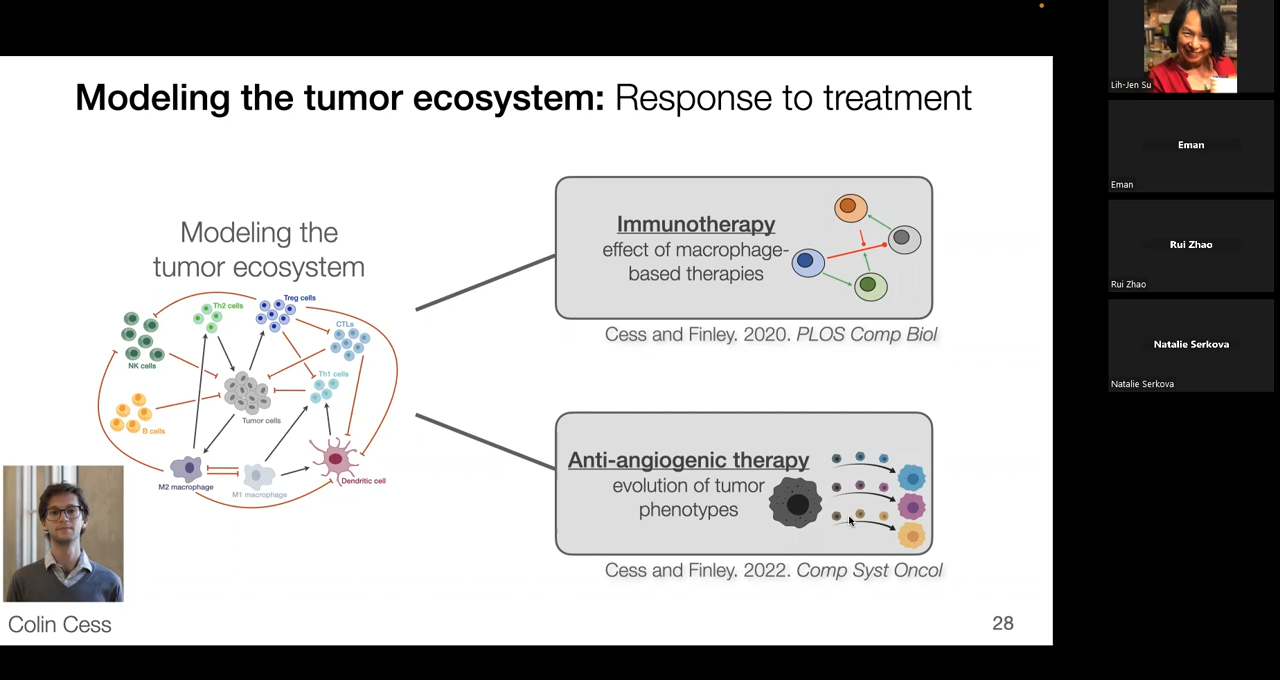 Modeling the tumor ecosystem: Response to treatment
Modeling the
tumor ecosystem
Treg cells
Th2 cells
CTLs
NK cells
Th1 cells
Tumor cells
B cells
M2 macrophage
M1 macrophage
Dendritic cell
Immunotherapy
effect of macrophage-
based therapies
Cess and Finley. 2020. PLOS Comp Biol
Anti-angiogenic therapy
evolution of tumor
phenotypes
Cess and Finley. 2022. Comp Syst Oncol
Colin Cess
28
Lih-Jen Su
Eman
Eman
Rui Zhao
Rui Zhao
Natalie Serkova
Natalie Serkova